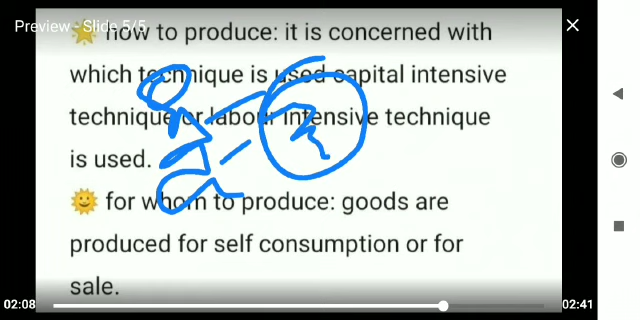 Preview - Slide 5/5
how to produce: it is concerned with
which technique is used capital intensive
technique or labour intensive technique
is used.
for whom to produce: goods are
produced for self consumption or for
sale.
02:08
02:41